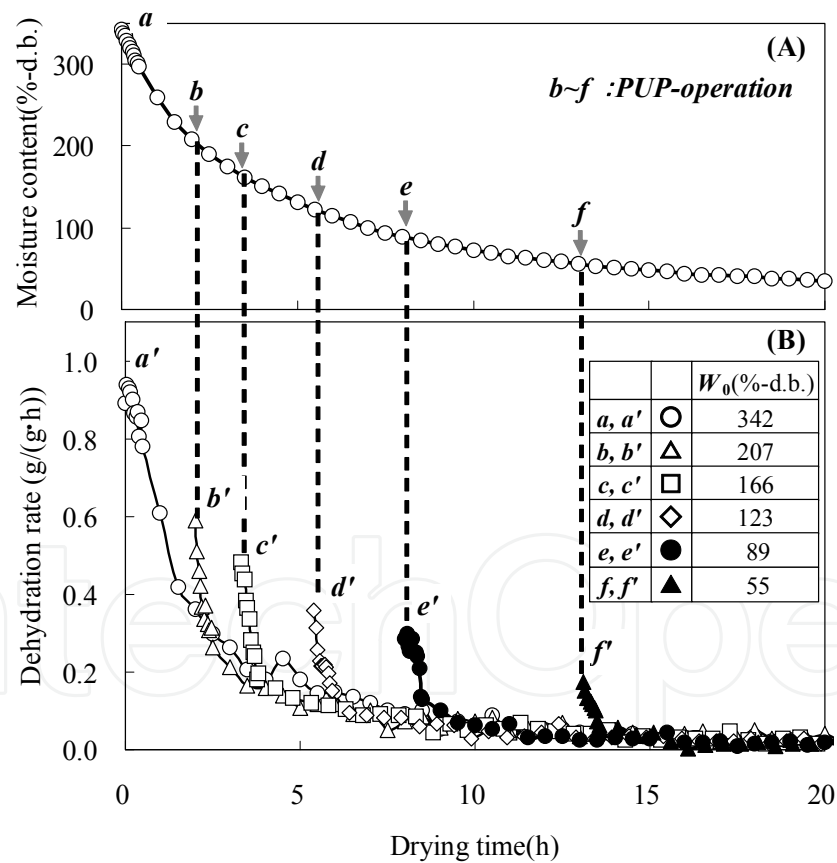 a
(A)
b~f :PUP-operation
b
c
d
e
f
300
200
100
0
Moisture content(%-d.b.)
(B)
a'
1.0
0.8
0.6
0.4
0.2
0.0
Dehydration rate (g/(g·h))
b'
c'
d'
e'
f'
W₀(%-d.b.)
a, a' ○ 342
b, b' △ 207
c, c' □ 166
d, d' ◇ 123
e, e' ● 89
f, f' ▲ 55
0 5 10 15 20
Drying time(h)